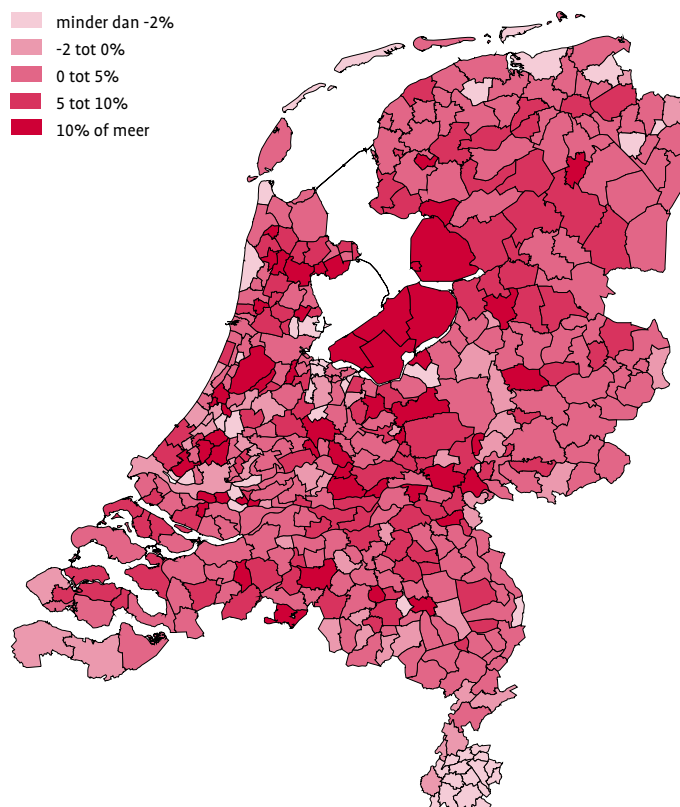 minder dan -2%
-2 tot 0%
0 tot 5%
5 tot 10%
10% of meer